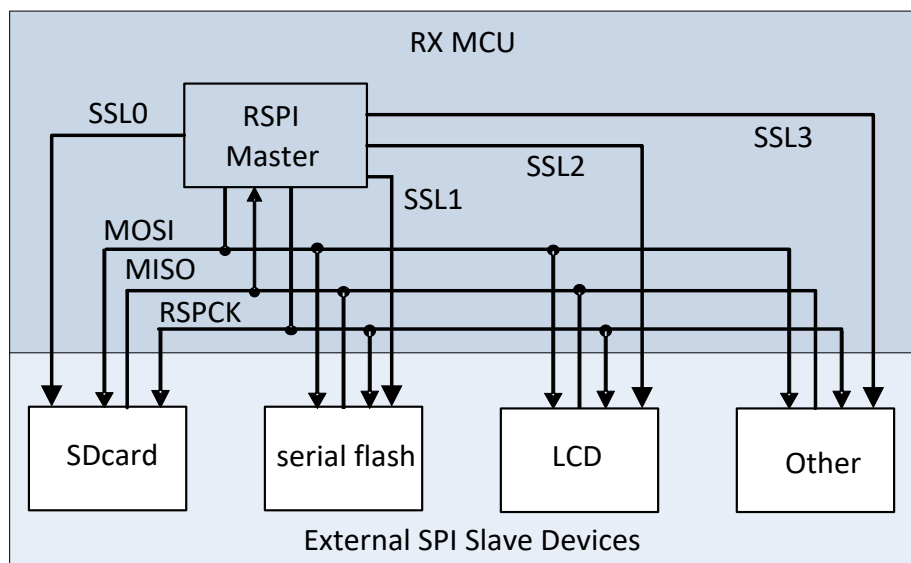 RX MCU
SSL0
RSPI
Master
SSL3
SSL2
SSL1
MOSI
MISO
RSPCK
SDcard
serial flash
LCD
Other
External SPI Slave Devices